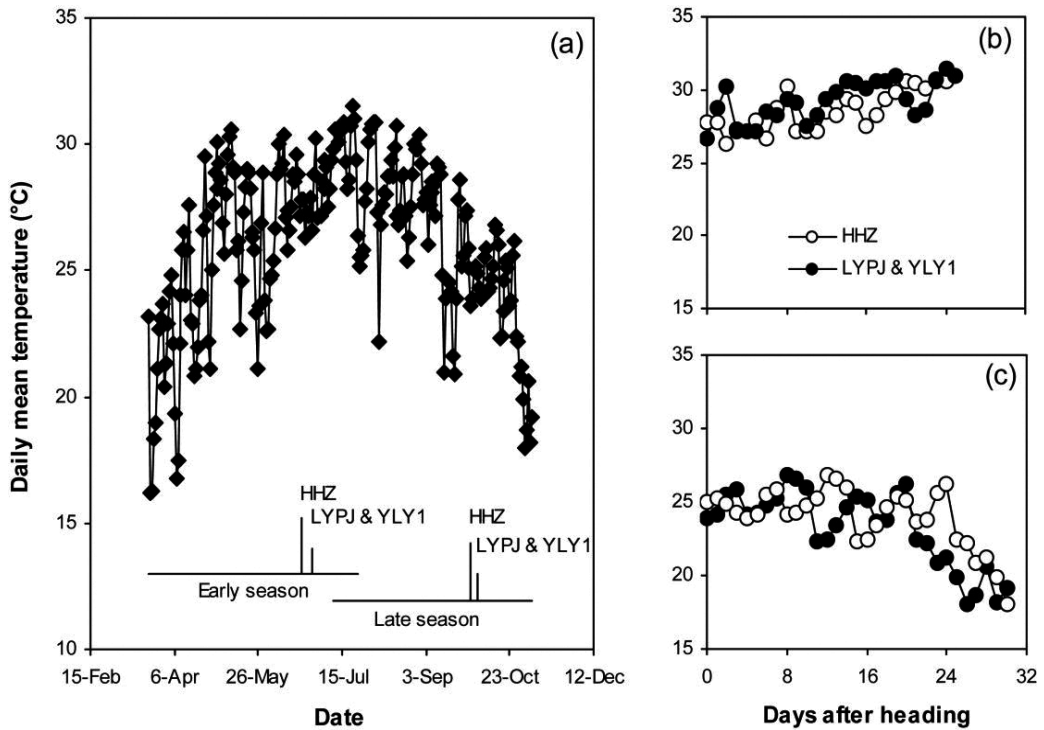 (a)
Daily mean temperature (°C)
35
30
25
20
15
10
HHZ
LYPJ & YLY1
HHZ
LYPJ & YLY1
Early season
Late season
15-Feb 6-Apr 26-May 15-Jul 3-Sep 23-Oct 12-Dec
Date
(b)
35
30
25
20
15
HHZ
LYPJ & YLY1
(c)
35
30
25
20
15
0 8 16 24 32
Days after heading